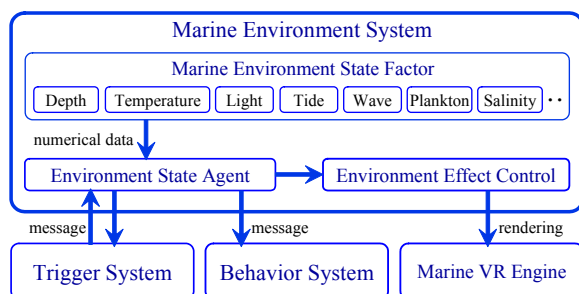 Marine Environment System
Marine Environment State Factor
Depth Temperature Light Tide Wave Plankton Salinity ··
numerical data
Environment State Agent Environment Effect Control
message message rendering
Trigger System Behavior System Marine VR Engine